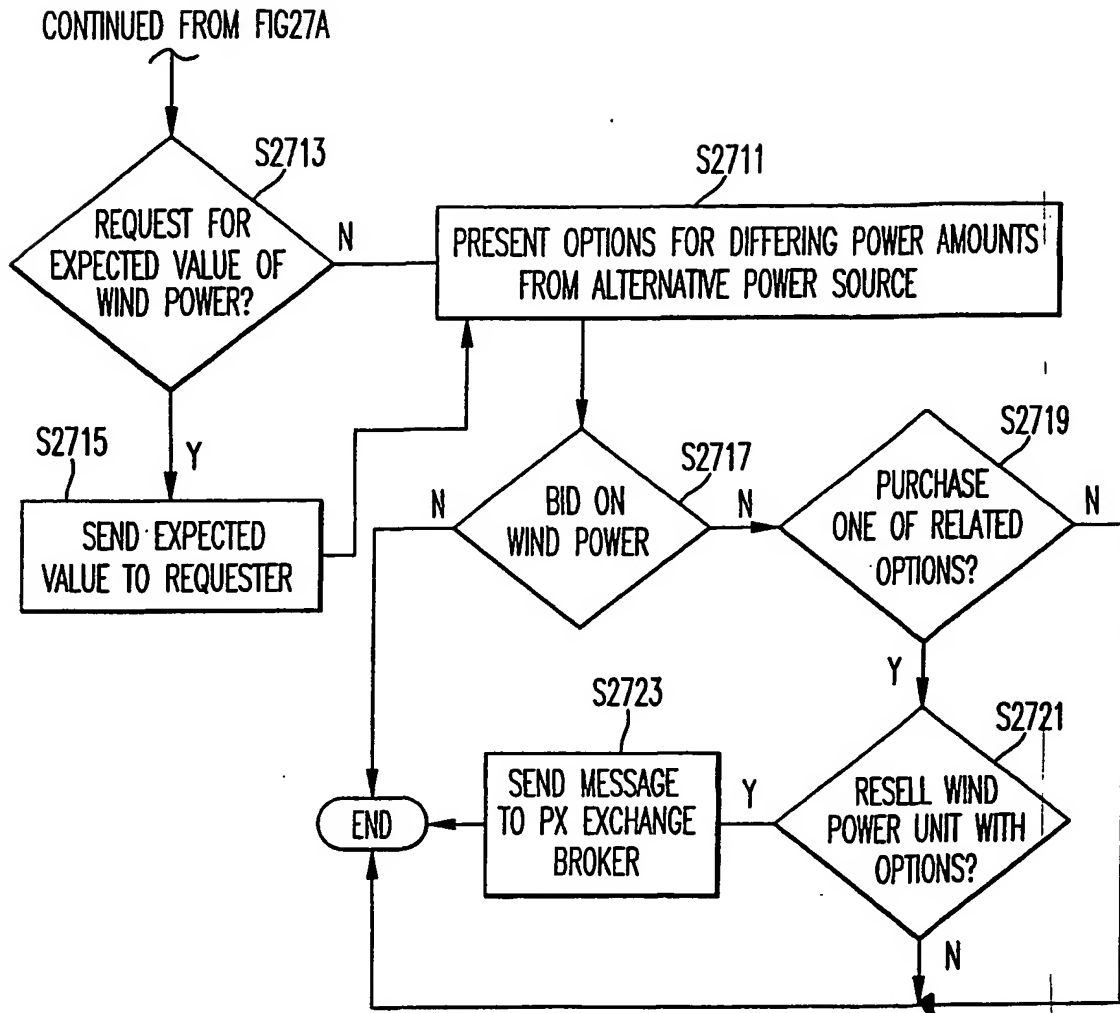 CONTINUED FROM FIG27A
S2713
REQUEST FOR
EXPECTED VALUE OF
WIND POWER?
N
Y
S2711
PRESENT OPTIONS FOR DIFFERING POWER AMOUNTS
FROM ALTERNATIVE POWER SOURCE
S2715
SEND EXPECTED
VALUE TO REQUESTER
S2717
N
BID ON
WIND POWER
N
S2719
PURCHASE
ONE OF RELATED
OPTIONS?
N
Y
S2721
RESELL WIND
POWER UNIT WITH
OPTIONS?
Y
N
S2723
SEND MESSAGE
TO PX EXCHANGE
BROKER
END